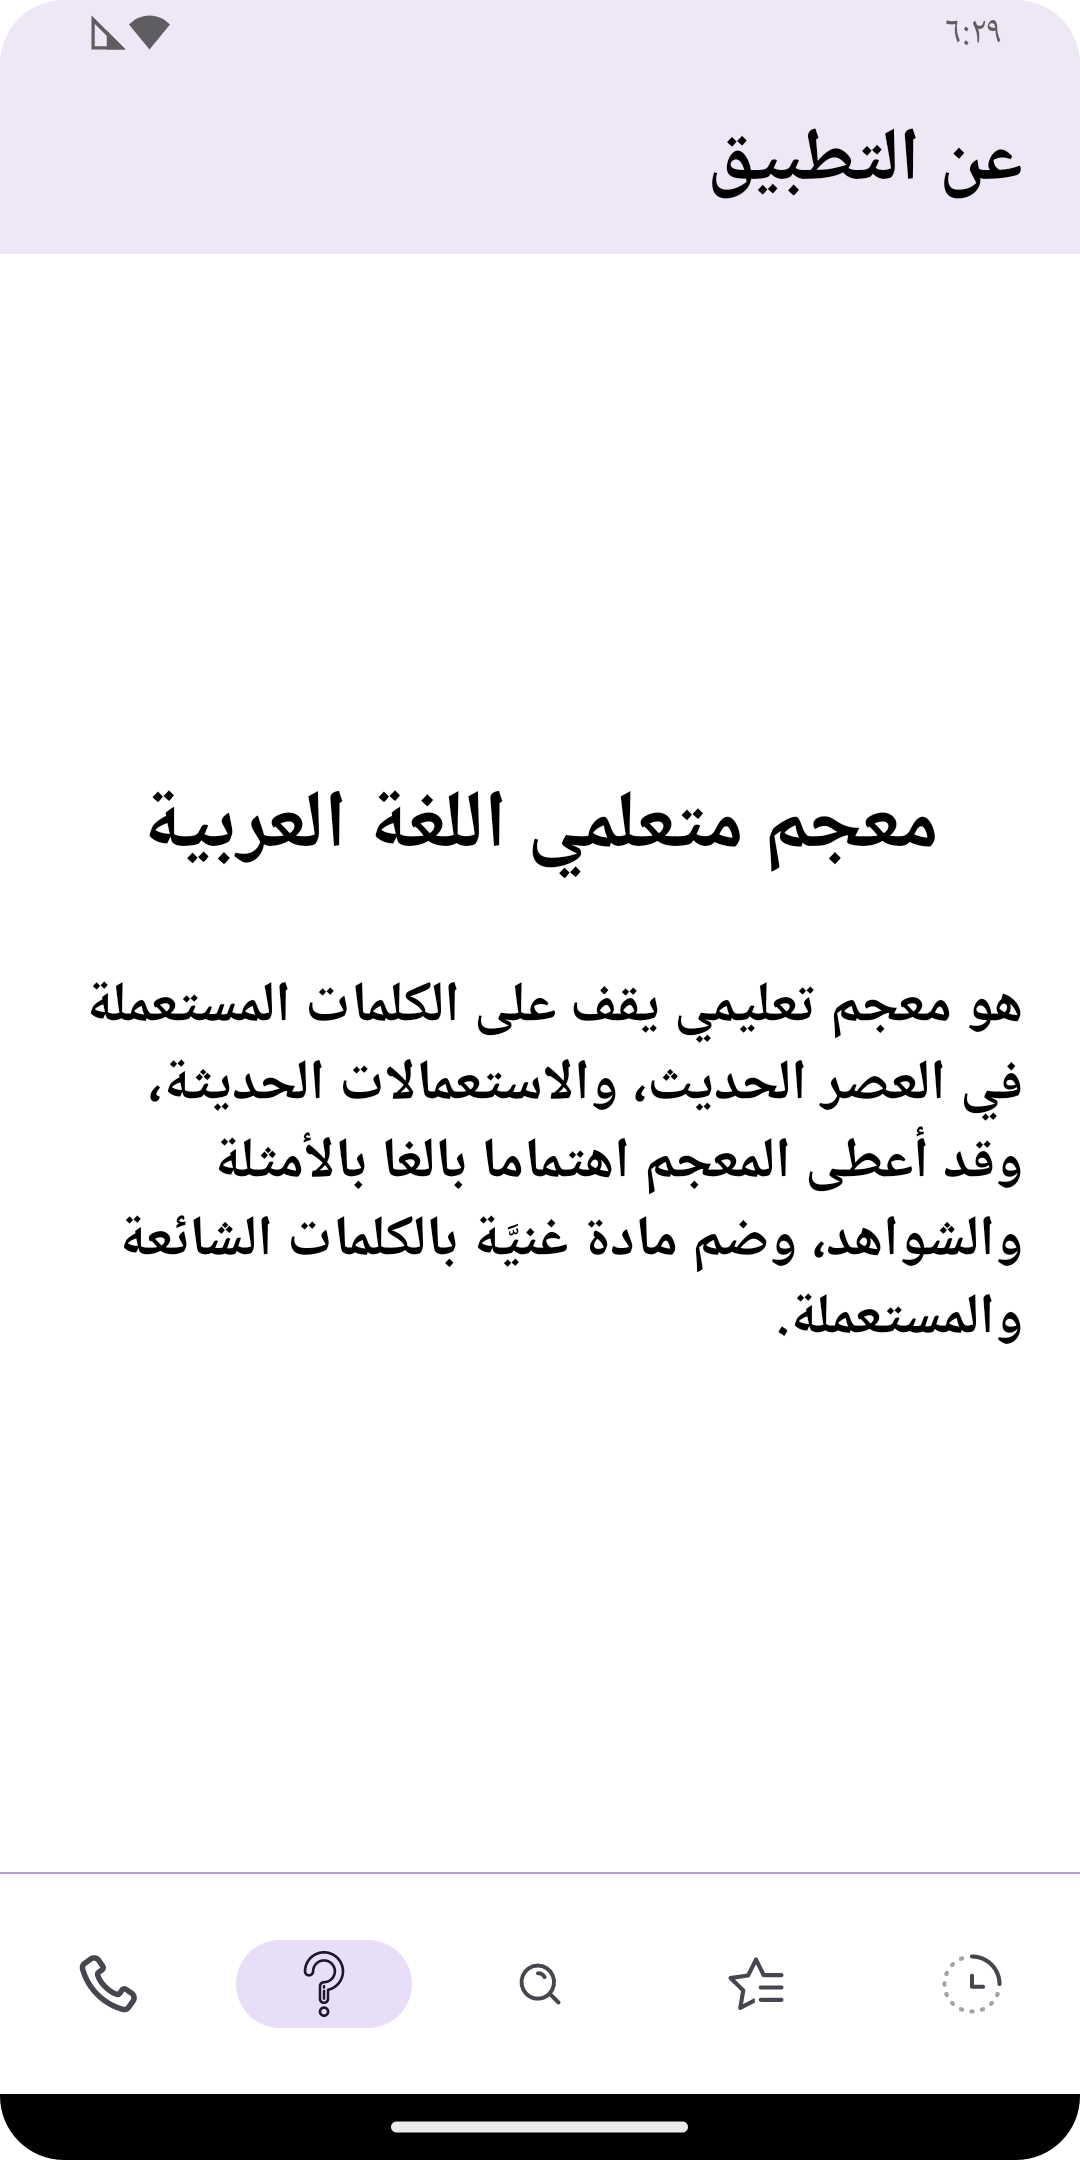 ٦:٢٩
عن التطبيق
معجم متعلمي اللغة العربية
هو معجم تعليمي يقف على الكلمات المستعملة
في العصر الحديث، والاستعمالات الحديثة،
وقد أعطى المعجم اهتماما بالغا بالأمثلة
والشواهد، وضم مادة غنيَّة بالكلمات الشائعة
والمستعملة.